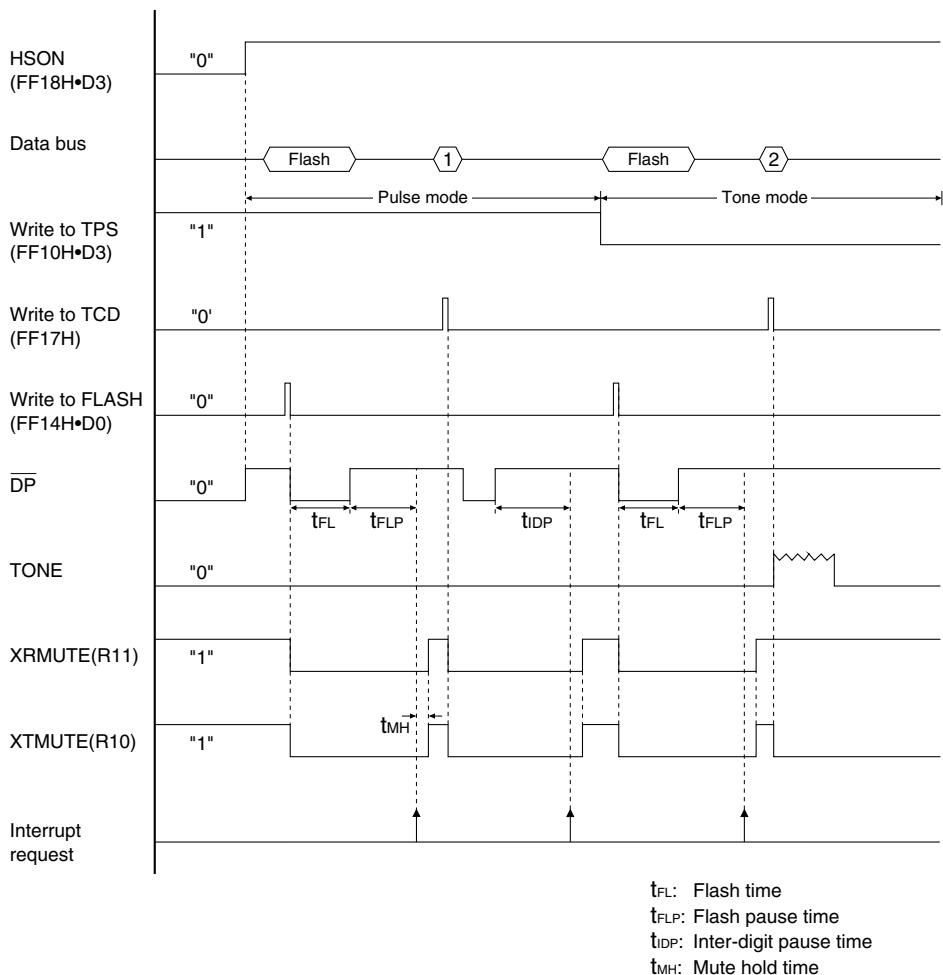 HSON
(FF18H•D3)
"0"
Data bus
Flash
1
Flash
2
Pulse mode
Tone mode
Write to TPS
(FF10H•D3)
"1"
Write to TCD
(FF17H)
"0'
Write to FLASH
(FF14H•D0)
"0"
DP
"0"
tFL
tFLP
tIDP
tFL
tFLP
TONE
"0"
XRMUTE(R11)
"1"
tMH
XTMUTE(R10)
"1"
Interrupt
request
tFL: Flash time
tFLP: Flash pause time
tIDP: Inter-digit pause time
tMH: Mute hold time